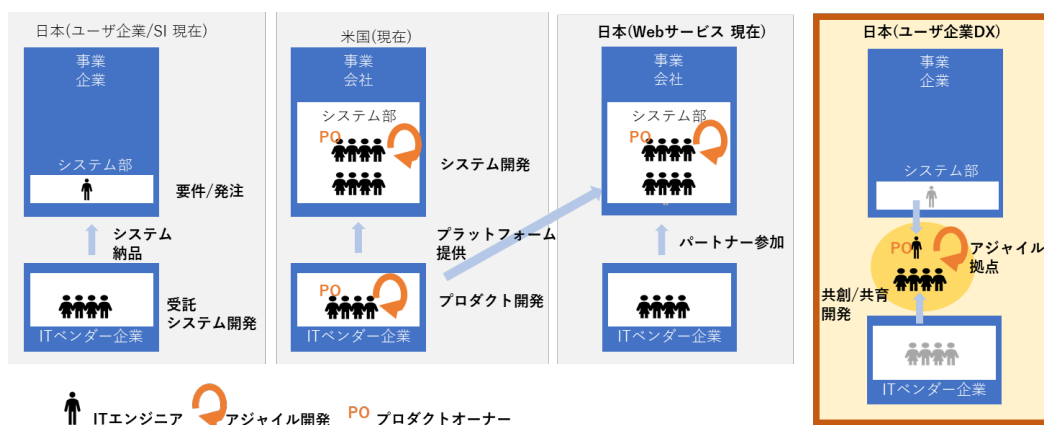 日本(ユーザ企業/SI 現在)
事業
企業
システム部
要件/発注
システム
納品
受託
システム開発
ITベンダー企業
米国(現在)
事業
会社
システム部
PO
システム開発
プラットフォーム
提供
PO
プロダクト開発
ITベンダー企業
日本(Webサービス 現在)
事業
会社
システム部
PO
パートナー参加
ITベンダー企業
日本(ユーザ企業DX)
事業
企業
システム部
PO
アジャイル
拠点
共創/共育
開発
ITベンダー企業
ITエンジニア
アジャイル開発
PO プロダクトオーナー